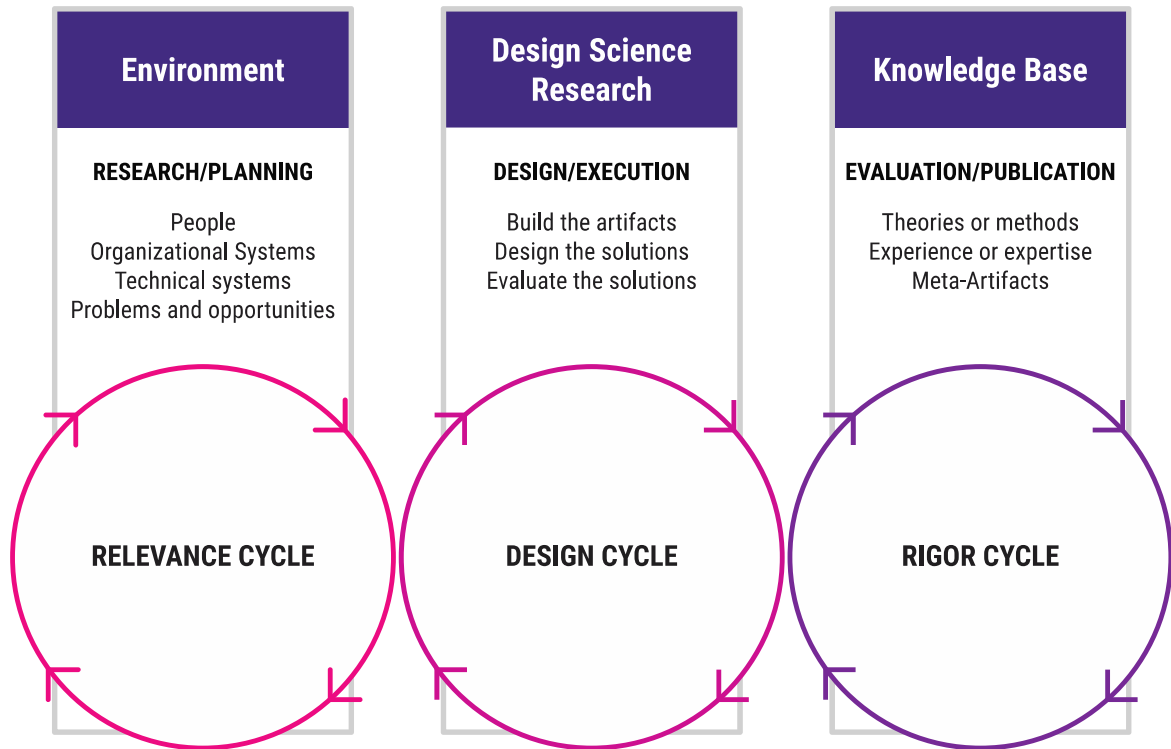 Environment
RESEARCH/PLANNING
People
Organizational Systems
Technical systems
Problems and opportunities
RELEVANCE CYCLE
Design Science
Research
DESIGN/EXECUTION
Build the artifacts
Design the solutions
Evaluate the solutions
DESIGN CYCLE
Knowledge Base
EVALUATION/PUBLICATION
Theories or methods
Experience or expertise
Meta-Artifacts
RIGOR CYCLE